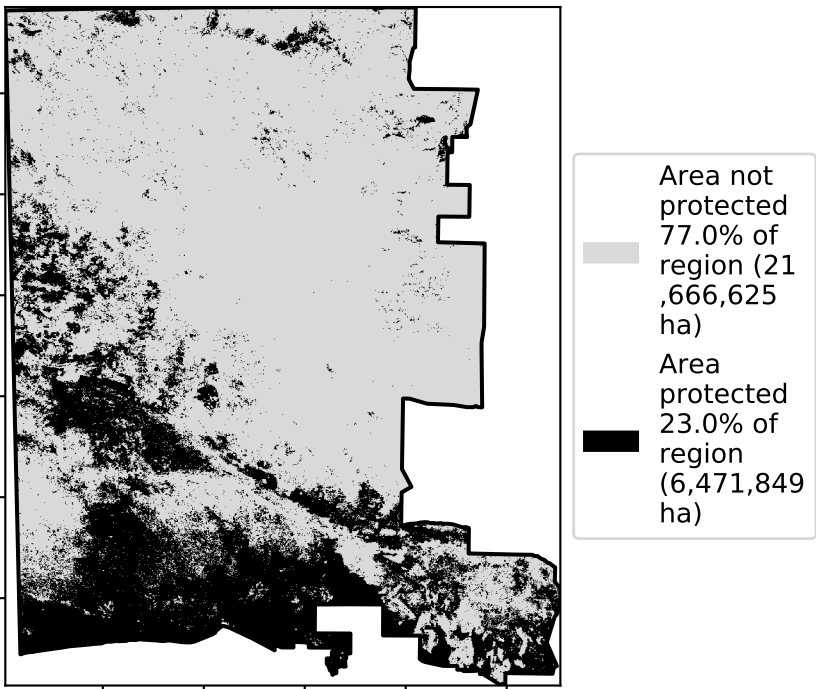 Area not
protected
77.0% of
region (21
,666,625
ha)
Area
protected
23.0% of
region
(6,471,849
ha)